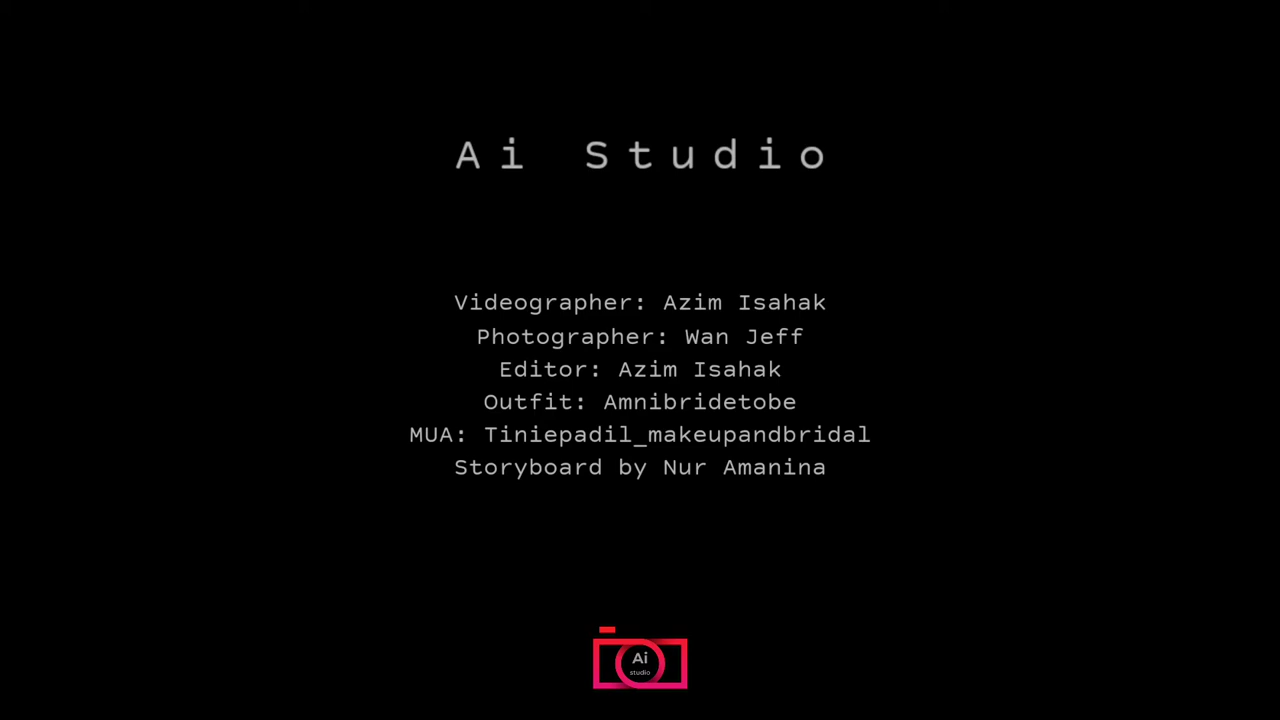 Ai Studio
Videographer: Azim Isahak
Photographer: Wan Jeff
Editor: Azim Isahak
Outfit: Amnibridetobe
MUA: Tiniepadil_makeupandbridal
Storyboard by Nur Amanina
Ai
studio